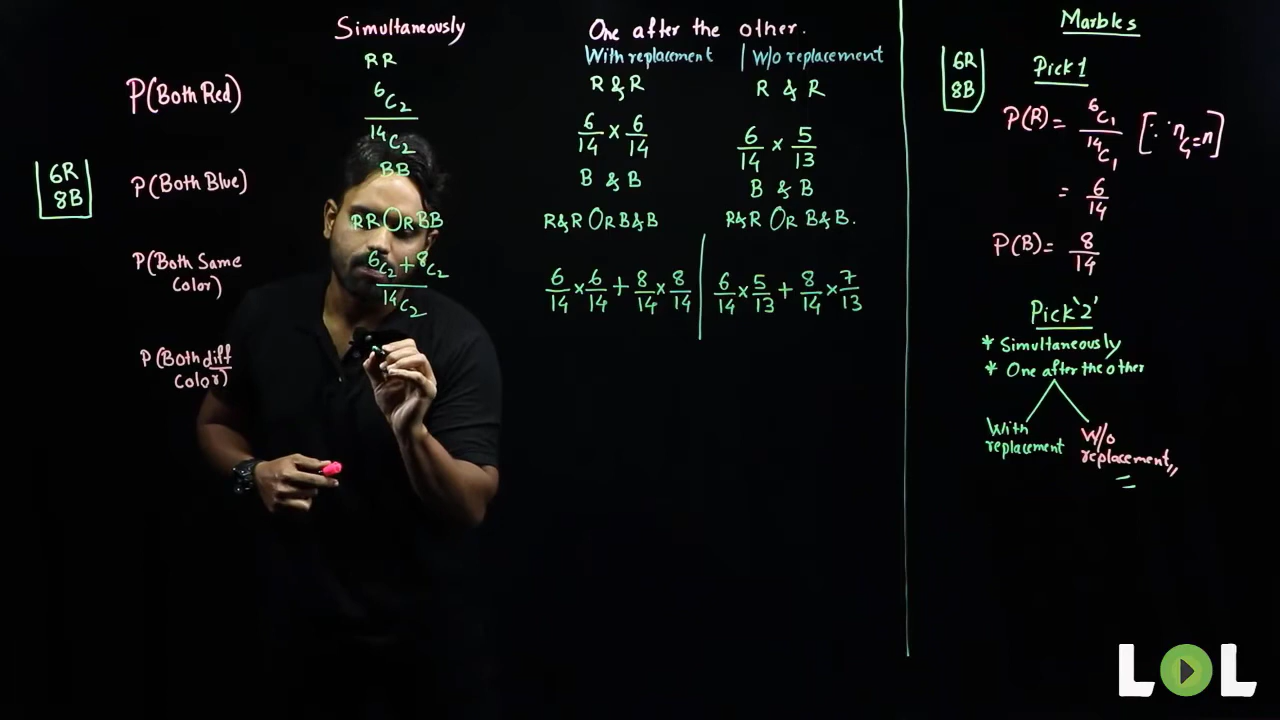 Simultaneously
One after the other.
With replacement | W/o replacement
Marbles
6R
8B
Pick 1
P(R) = ⁶C₁ / ¹⁴C₁ [∵ ⁿC₁ = n]
= 6/14
P(B) = 8/14
Pick '2'
* Simultaneously
* One after the other
With replacement
W/o replacement
6R
8B
P(Both Red)
RR
⁶C₂ / ¹⁴C₂
R & R
6/14 × 6/14
R & R
6/14 × 5/13
P(Both Blue)
BB
B & B
B & B
P(Both Same Color)
RR Or BB
⁶C₂ + ⁸C₂ / ¹⁴C₂
R & R Or B & B
6/14 × 6/14 + 8/14 × 8/14
R & R Or B & B.
6/14 × 5/13 + 8/14 × 7/13
P(Both diff Color)
LOL